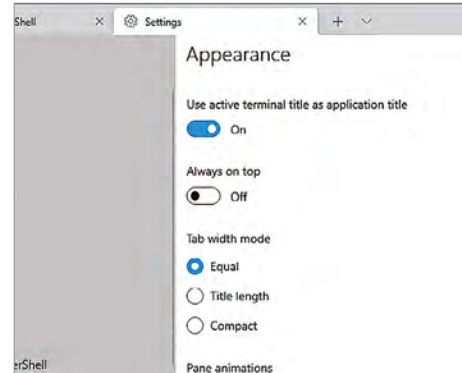 Shell × Settings × +
Appearance
Use active terminal title as application title
On
Always on top
Off
Tab width mode
Equal
Title length
Compact
erShell
Pane animations